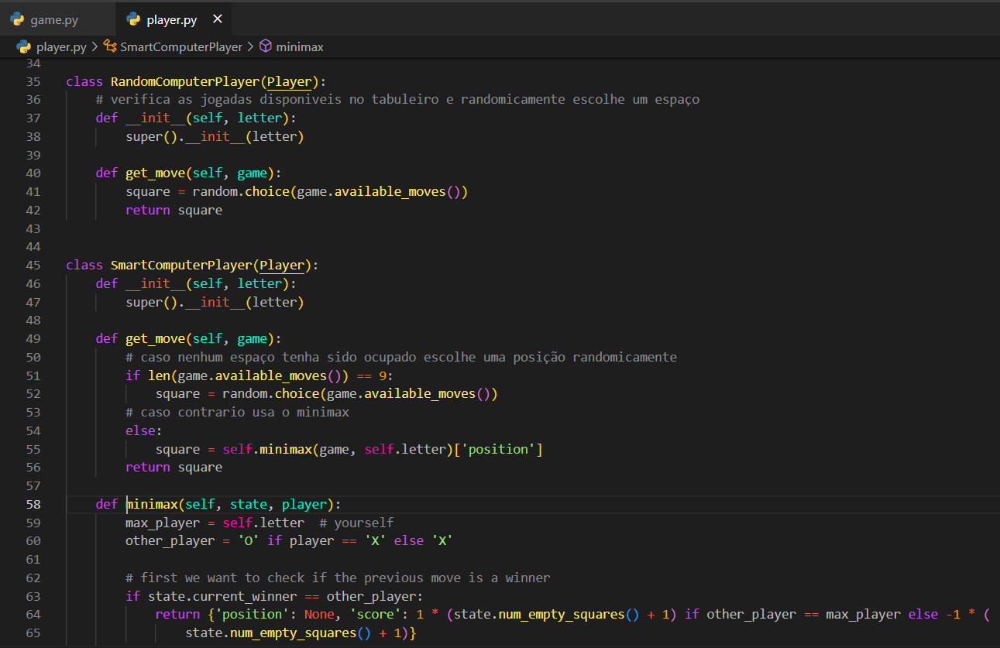 game.py player.py ×
player.py > SmartComputerPlayer > minimax
34
35 class RandomComputerPlayer(Player):
36 # verifica as jogadas disponiveis no tabuleiro e randomicamente escolhe um espaço
37 def __init__(self, letter):
38 super().__init__(letter)
39
40 def get_move(self, game):
41 square = random.choice(game.available_moves())
42 return square
43
44
45 class SmartComputerPlayer(Player):
46 def __init__(self, letter):
47 super().__init__(letter)
48
49 def get_move(self, game):
50 # caso nenhum espaço tenha sido ocupado escolhe uma posição randomicamente
51 if len(game.available_moves()) == 9:
52 square = random.choice(game.available_moves())
53 # caso contrario usa o minimax
54 else:
55 square = self.minimax(game, self.letter)['position']
56 return square
57
58 def minimax(self, state, player):
59 max_player = self.letter # yourself
60 other_player = 'O' if player == 'X' else 'X'
61
62 # first we want to check if the previous move is a winner
63 if state.current_winner == other_player:
64 return {'position': None, 'score': 1 * (state.num_empty_squares() + 1) if other_player == max_player else -1 * (
65 state.num_empty_squares() + 1)}